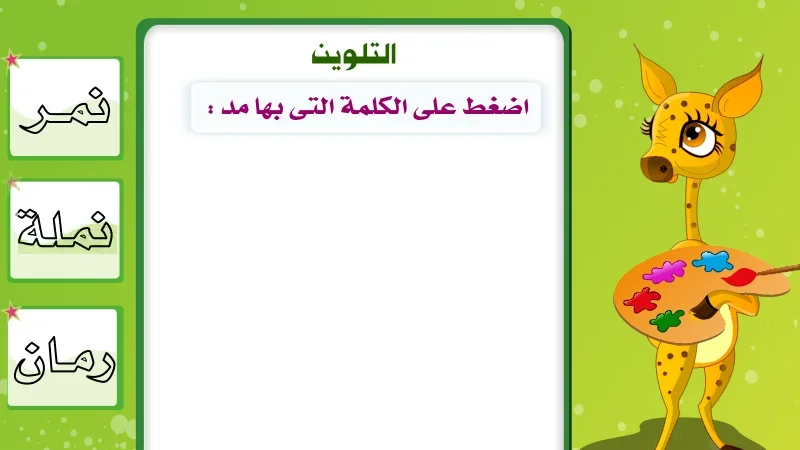 التلوين
اضغط على الكلمة التى بها مد :
نمر
نملة
رمان